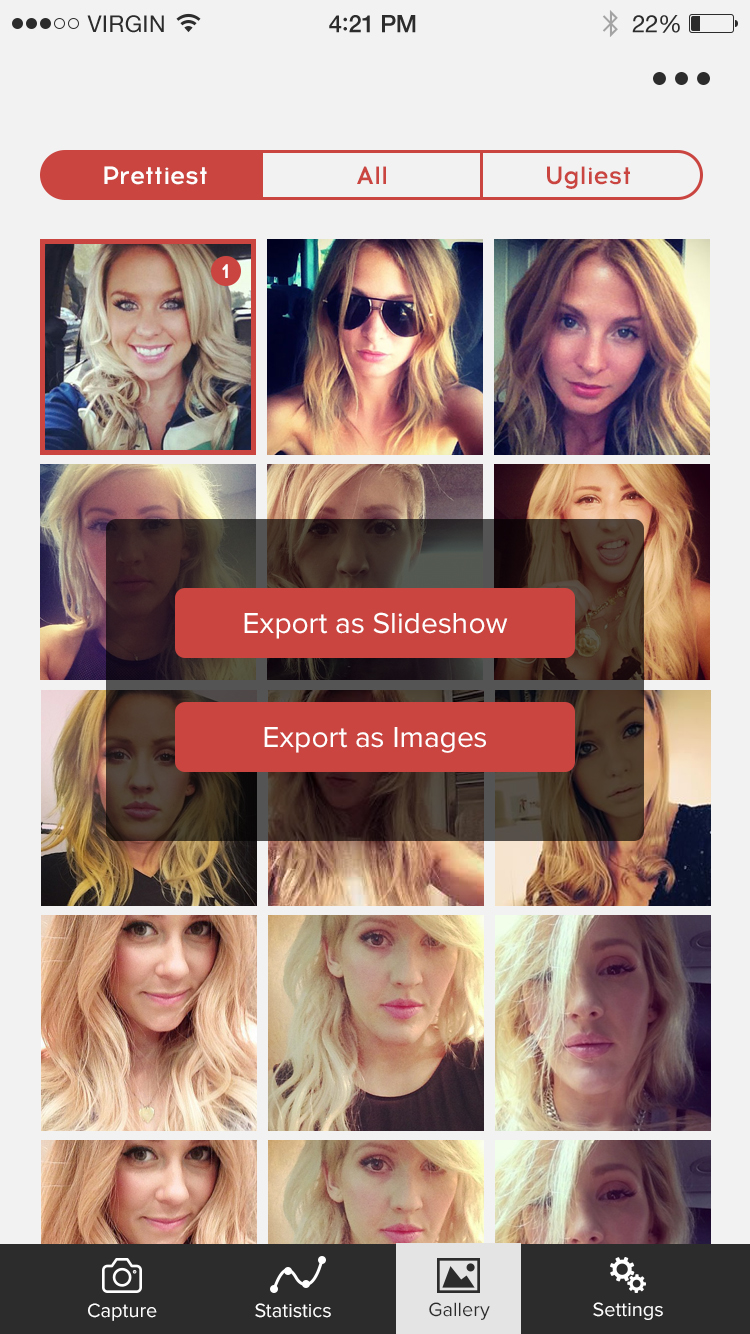 VIRGIN 4:21 PM 22%
Prettiest All Ugliest
1
Export as Slideshow
Export as Images
Capture Statistics Gallery Settings